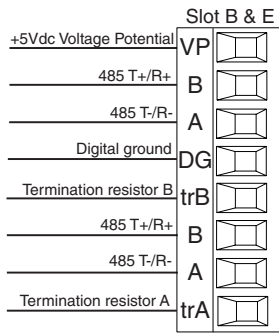 Slot B & E
+5Vdc Voltage Potential VP
485 T+/R+ B
485 T-/R- A
Digital ground DG
Termination resistor B trB
485 T+/R+ B
485 T-/R- A
Termination resistor A trA